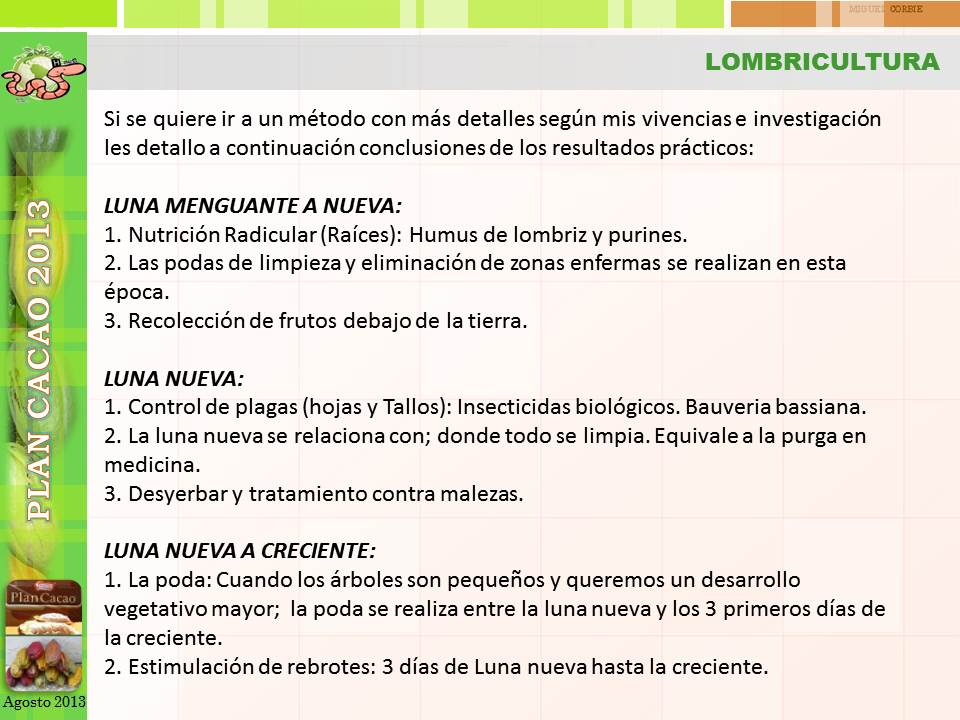 MIGUEL CORBIE
LOMBRICULTURA
Si se quiere ir a un método con más detalles según mis vivencias e investigación
les detallo a continuación conclusiones de los resultados prácticos:
LUNA MENGUANTE A NUEVA:
1. Nutrición Radicular (Raíces): Humus de lombriz y purines.
2. Las podas de limpieza y eliminación de zonas enfermas se realizan en esta
época.
3. Recolección de frutos debajo de la tierra.
LUNA NUEVA:
1. Control de plagas (hojas y Tallos): Insecticidas biológicos. Bauveria bassiana.
2. La luna nueva se relaciona con; donde todo se limpia. Equivale a la purga en
medicina.
3. Desyerbar y tratamiento contra malezas.
LUNA NUEVA A CRECIENTE:
1. La poda: Cuando los árboles son pequeños y queremos un desarrollo
vegetativo mayor; la poda se realiza entre la luna nueva y los 3 primeros días de
la creciente.
2. Estimulación de rebrotes: 3 días de Luna nueva hasta la creciente.
PLAN CACAO 2013
Plan Cacao
Agosto 2013